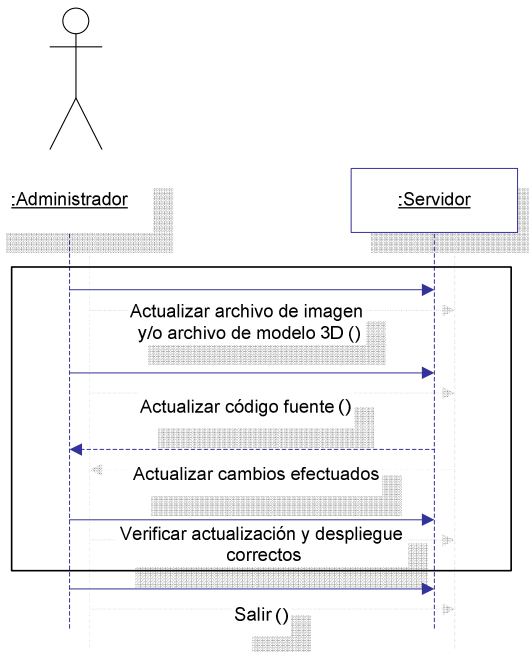 :Administrador
:Servidor
Actualizar archivo de imagen
y/o archivo de modelo 3D ()
Actualizar código fuente ()
Actualizar cambios efectuados
Verificar actualización y despliegue
correctos
Salir ()